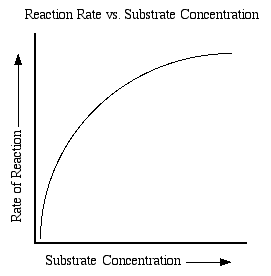 Reaction Rate vs. Substrate Concentration
Rate of Reaction
Substrate Concentration